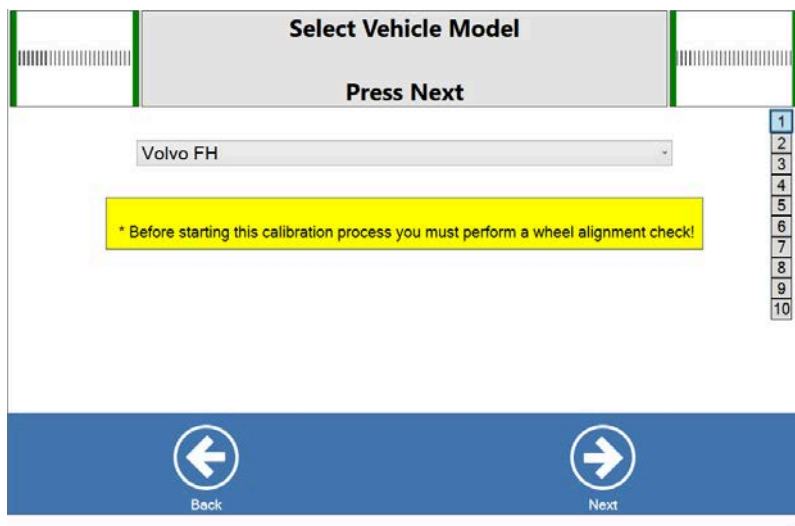 Select Vehicle Model
Press Next
Volvo FH
* Before starting this calibration process you must perform a wheel alignment check!
1
2
3
4
5
6
7
8
9
10
Back
Next